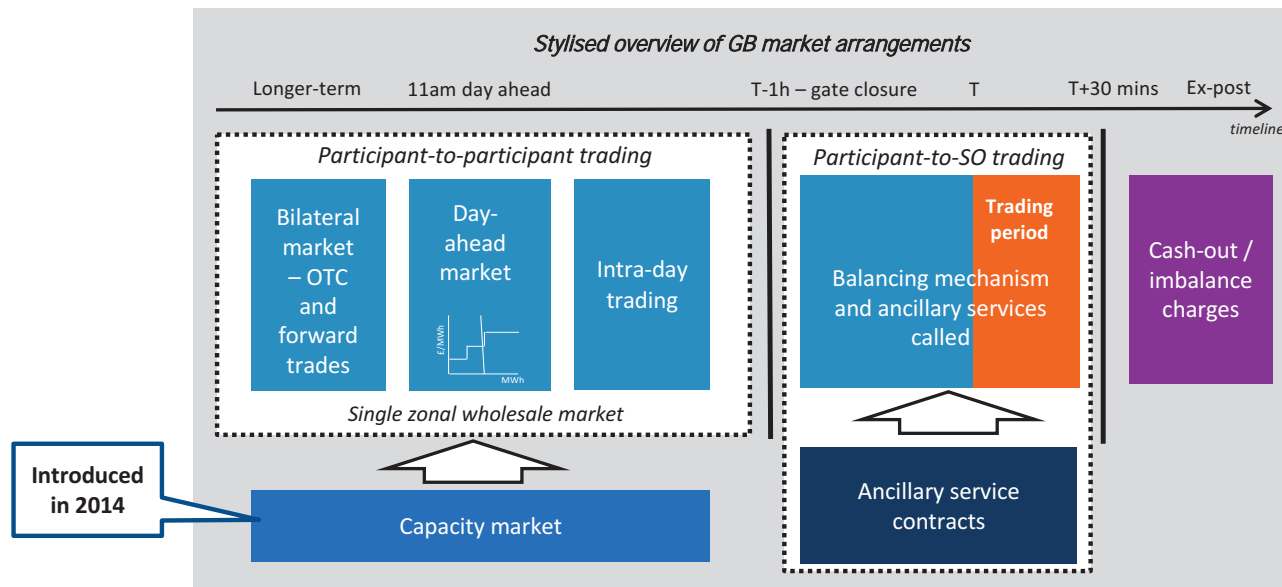 Stylised overview of GB market arrangements
Longer-term
11am day ahead
T-1h – gate closure
T
T+30 mins
Ex-post
timeline
Participant-to-participant trading
Bilateral
market
– OTC
and
forward
trades
Day-
ahead
market
£/MWh
MWh
Intra-day
trading
Single zonal wholesale market
Participant-to-SO trading
Trading
period
Balancing mechanism
and ancillary services
called
Cash-out /
imbalance
charges
Introduced
in 2014
Capacity market
Ancillary service
contracts